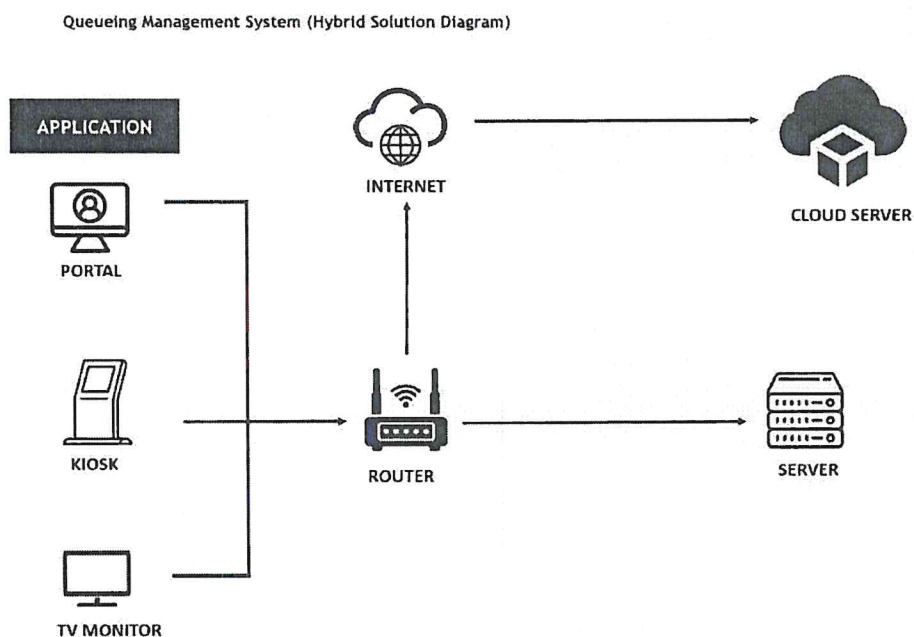 Queueing Management System (Hybrid Solution Diagram)
APPLICATION
PORTAL
KIOSK
TV MONITOR
INTERNET
ROUTER
CLOUD SERVER
SERVER